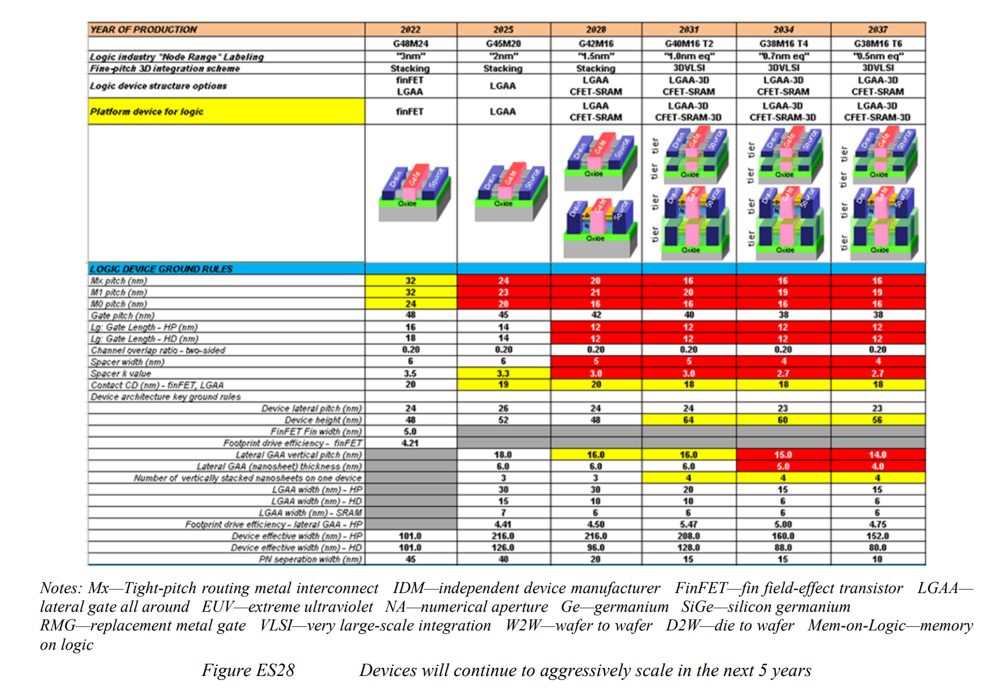 YEAR OF PRODUCTION 2022 2025 2028 2031 2034 2037
G48M24 G45M20 G42M16 G40M16 T2 G38M16 T4 G38M16 T6
Logic industry "Node Range" Labeling "3nm" "2nm" "1.5nm" "1.0nm eq" "0.7nm eq" "0.5nm eq"
Fine-pitch 3D integration scheme Stacking Stacking Stacking 3DVLSI 3DVLSI 3DVLSI
Logic device structure options finFET LGAA LGAA LGAA CFET-SRAM LGAA-3D CFET-SRAM LGAA-3D CFET-SRAM LGAA-3D CFET-SRAM
Platform device for logic finFET LGAA LGAA CFET-SRAM LGAA-3D CFET-SRAM-3D LGAA-3D CFET-SRAM-3D LGAA-3D CFET-SRAM-3D
Drain Gate Source Oxide
Drain Gate Source Oxide
Drain Gate Source Oxide
Drain Gate Source P N Oxide
tier tier Drain Gate Source Oxide
tier tier Drain Gate Source P N Oxide
tier tier Drain Gate Source Oxide
tier tier Drain Gate Source P N Oxide
tier tier Drain Gate Source Oxide
tier tier Drain Gate Source P N Oxide
LOGIC DEVICE GROUND RULES
Mx pitch (nm) 32 24 20 16 16 16
M1 pitch (nm) 32 23 21 20 19 19
M0 pitch (nm) 24 20 16 16 16 16
Gate pitch (nm) 48 45 42 40 38 38
Lg: Gate Length - HP (nm) 16 14 12 12 12 12
Lg: Gate Length - HD (nm) 18 14 12 12 12 12
Channel overlap ratio - two-sided 0.20 0.20 0.20 0.20 0.20 0.20
Spacer width (nm) 6 6 5 5 4 4
Spacer k value 3.5 3.3 3.0 3.0 2.7 2.7
Contact CD (nm) - finFET, LGAA 20 19 20 18 18 18
Device architecture key ground rules
Device lateral pitch (nm) 24 26 24 24 23 23
Device height (nm) 48 52 48 64 60 56
FinFET Fin width (nm) 5.0
Footprint drive efficiency - finFET 4.21
Lateral GAA vertical pitch (nm) 18.0 16.0 16.0 15.0 14.0
Lateral GAA (nanosheet) thickness (nm) 6.0 6.0 6.0 5.0 4.0
Number of vertically stacked nanosheets on one device 3 3 4 4 4
LGAA width (nm) - HP 30 30 20 15 15
LGAA width (nm) - HD 15 10 10 6 6
LGAA width (nm) - SRAM 7 6 6 6 6
Footprint drive efficiency - lateral GAA - HP 4.41 4.50 5.47 5.00 4.75
Device effective width (nm) - HP 101.0 216.0 216.0 208.0 160.0 152.0
Device effective width (nm) - HD 101.0 126.0 96.0 128.0 88.0 80.0
PN seperation width (nm) 45 40 20 15 15 10
Notes: Mx—Tight-pitch routing metal interconnect IDM—independent device manufacturer FinFET—fin field-effect transistor LGAA—
lateral gate all around EUV—extreme ultraviolet NA—numerical aperture Ge—germanium SiGe—silicon germanium
RMG—replacement metal gate VLSI—very large-scale integration W2W—wafer to wafer D2W—die to wafer Mem-on-Logic—memory
on logic
Figure ES28 Devices will continue to aggressively scale in the next 5 years